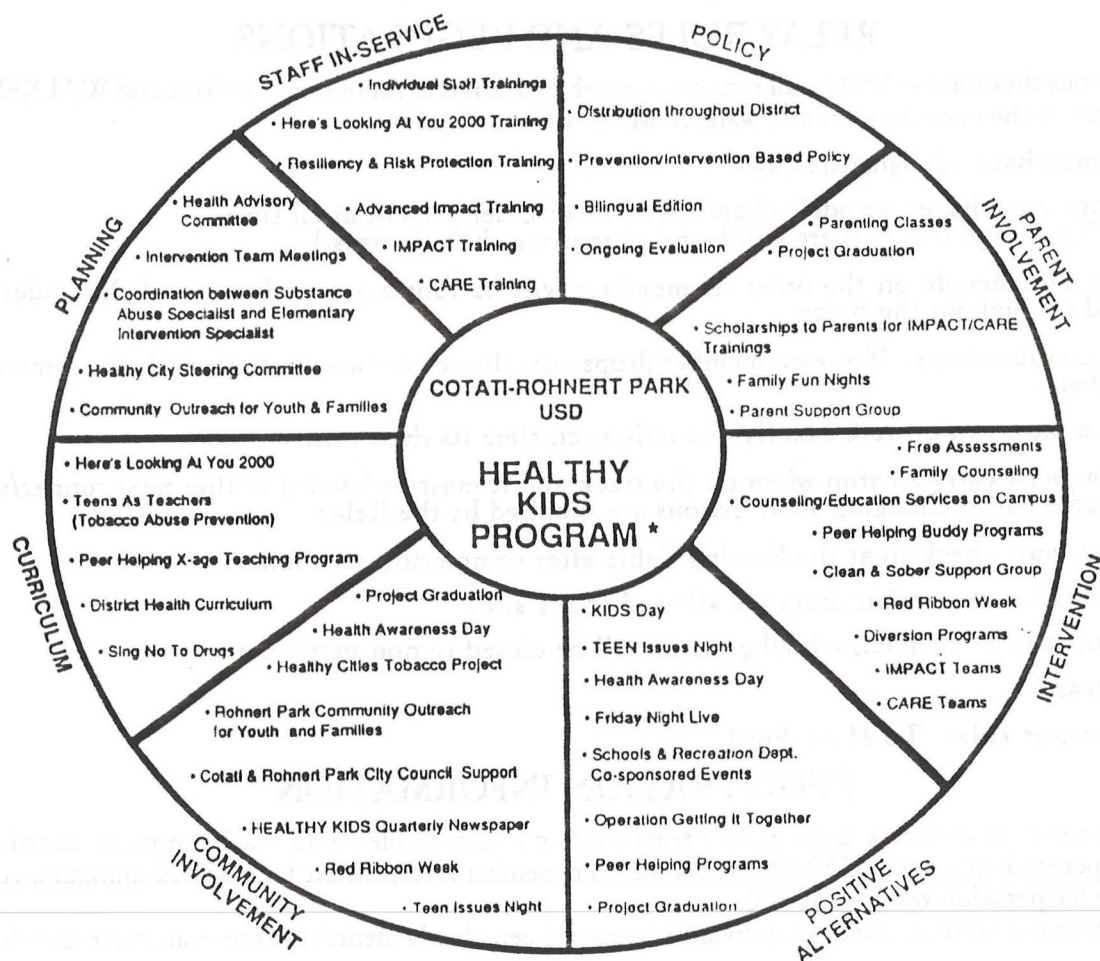 STAFF IN-SERVICE
• Individual Staff Trainings
• Here's Looking At You 2000 Training
• Resiliency & Risk Protection Training
• Advanced Impact Training
• IMPACT Training
• CARE Training
POLICY
• Distribution throughout District
• Prevention/Intervention Based Policy
• Bilingual Edition
• Ongoing Evaluation
PARENT
INVOLVEMENT
• Parenting Classes
• Project Graduation
• Scholarships to Parents for IMPACT/CARE
Trainings
• Family Fun Nights
• Parent Support Group
INTERVENTION
• Free Assessments
• Family Counseling
• Counseling/Education Services on Campus
• Peer Helping Buddy Programs
• Clean & Sober Support Group
• Red Ribbon Week
• Diversion Programs
• IMPACT Teams
• CARE Teams
POSITIVE
ALTERNATIVES
• KIDS Day
• TEEN Issues Night
• Health Awareness Day
• Friday Night Live
• Schools & Recreation Dept.
Co-sponsored Events
• Operation Getting It Together
• Peer Helping Programs
• Project Graduation
COMMUNITY
INVOLVEMENT
• Project Graduation
• Health Awareness Day
• Healthy Cities Tobacco Project
• Rohnert Park Community Outreach
for Youth and Families
• Cotati & Rohnert Park City Council Support
• HEALTHY KIDS Quarterly Newspaper
• Red Ribbon Week
• Teen Issues Night
CURRICULUM
• Here's Looking At You 2000
• Teens As Teachers
(Tobacco Abuse Prevention)
• Peer Helping X-age Teaching Program
• District Health Curriculum
• Sing No To Drugs
PLANNING
• Health Advisory
Committee
• Intervention Team Meetings
• Coordination between Substance
Abuse Specialist and Elementary
Intervention Specialist
• Healthy City Steering Committee
• Community Outreach for Youth & Families
COTATI-ROHNERT PARK
USD
HEALTHY
KIDS
PROGRAM *